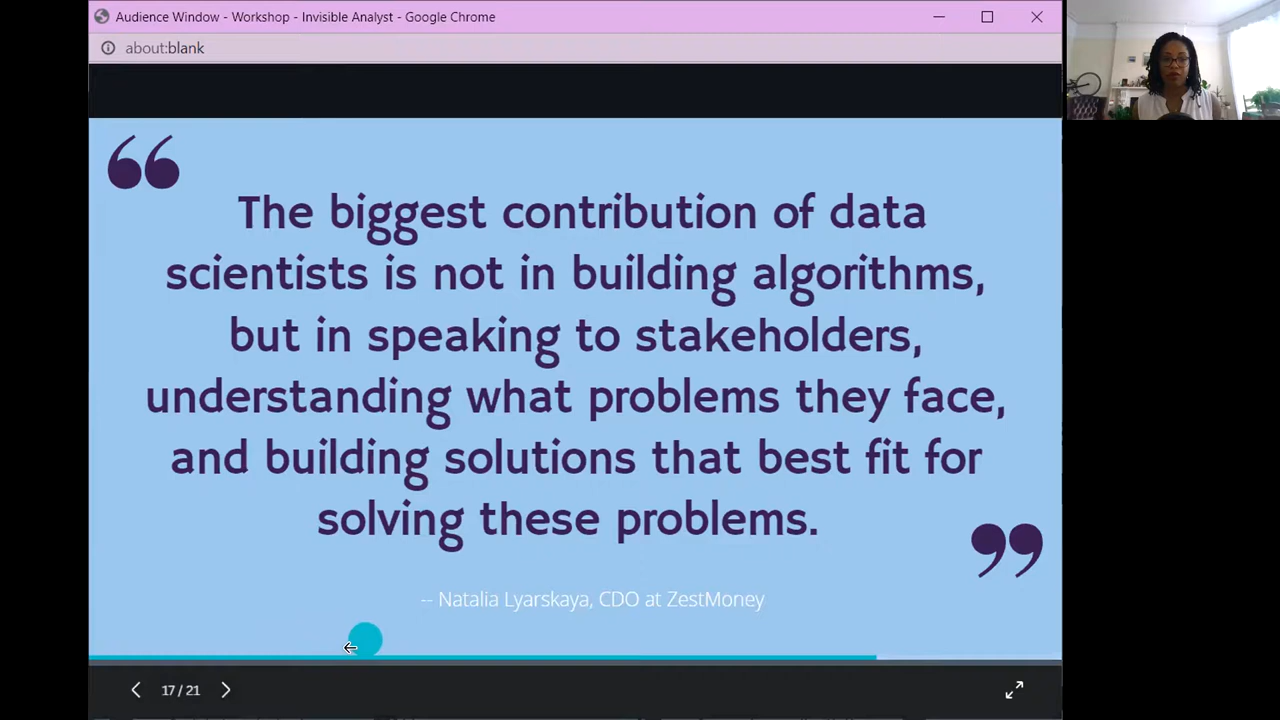 Audience Window - Workshop - Invisible Analyst - Google Chrome
about:blank
“
The biggest contribution of data
scientists is not in building algorithms,
but in speaking to stakeholders,
understanding what problems they face,
and building solutions that best fit for
solving these problems.
”
-- Natalia Lyarskaya, CDO at ZestMoney
17 / 21